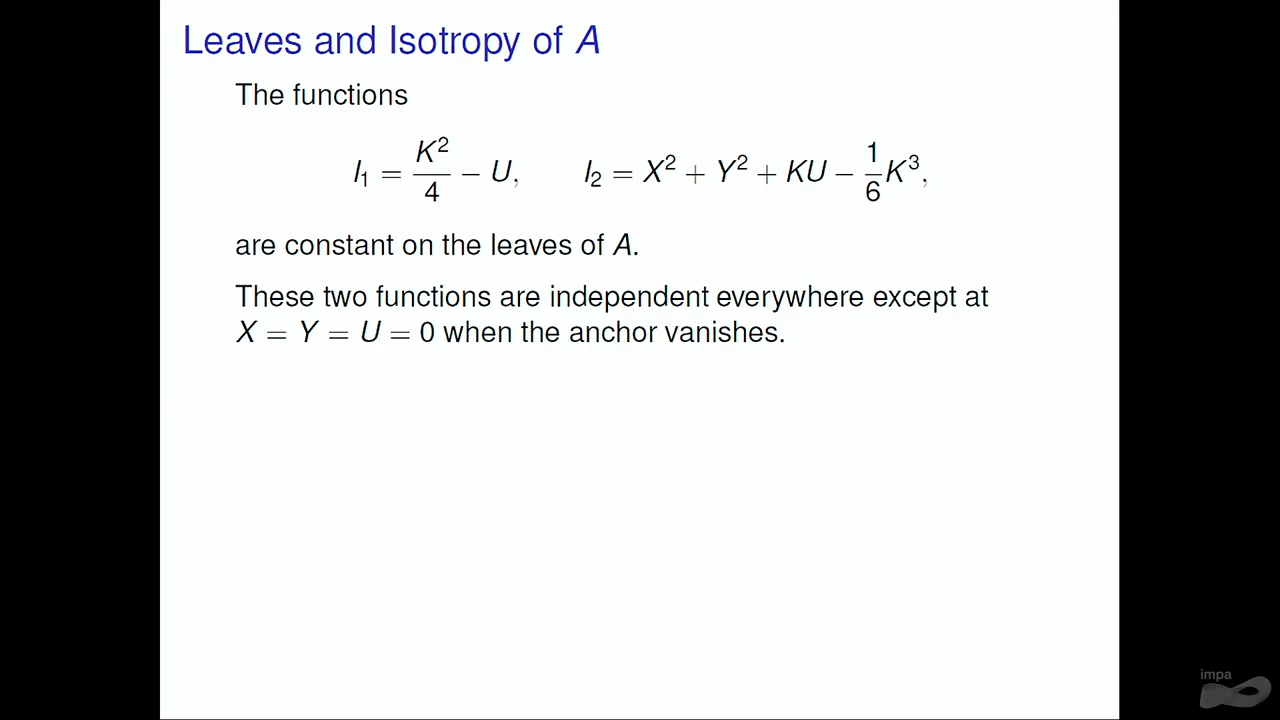 Leaves and Isotropy of A
The functions
I₁ = K²/4 − U,  I₂ = X² + Y² + KU − 1/6 K³,
are constant on the leaves of A.
These two functions are independent everywhere except at
X = Y = U = 0 when the anchor vanishes.
impa